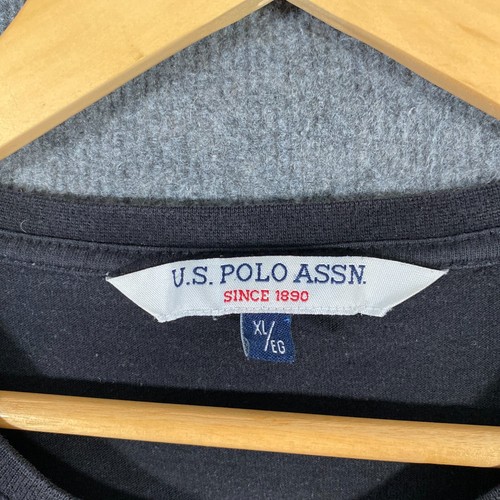 U.S. POLO ASSN.
SINCE 1890
XL/EG